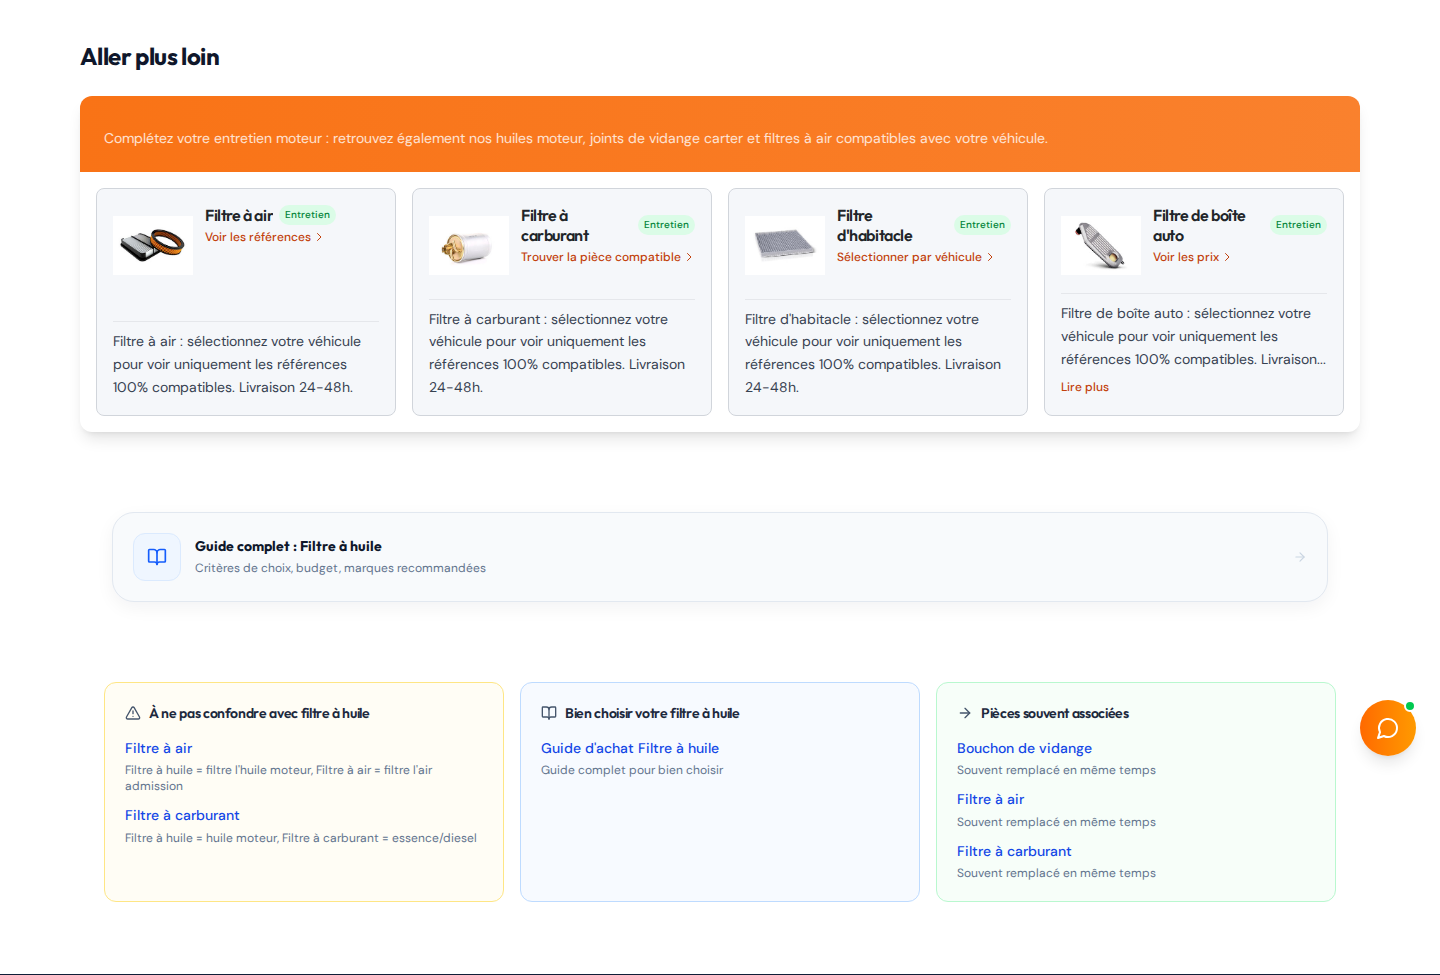 Aller plus loin
Complétez votre entretien moteur : retrouvez également nos huiles moteur, joints de vidange carter et filtres à air compatibles avec votre véhicule.
Filtre à air
Entretien
Voir les références
Filtre à air : sélectionnez votre véhicule
pour voir uniquement les références
100% compatibles. Livraison 24-48h.
Filtre à
carburant
Entretien
Trouver la pièce compatible
Filtre à carburant : sélectionnez votre
véhicule pour voir uniquement les
références 100% compatibles. Livraison
24-48h.
Filtre
d'habitacle
Entretien
Sélectionner par véhicule
Filtre d'habitacle : sélectionnez votre
véhicule pour voir uniquement les
références 100% compatibles. Livraison
24-48h.
Filtre de boîte
auto
Entretien
Voir les prix
Filtre de boîte auto : sélectionnez votre
véhicule pour voir uniquement les
références 100% compatibles. Livraison...
Lire plus
Guide complet : Filtre à huile
Critères de choix, budget, marques recommandées
À ne pas confondre avec filtre à huile
Filtre à air
Filtre à huile = filtre l'huile moteur, Filtre à air = filtre l'air
admission
Filtre à carburant
Filtre à huile = huile moteur, Filtre à carburant = essence/diesel
Bien choisir votre filtre à huile
Guide d'achat Filtre à huile
Guide complet pour bien choisir
Pièces souvent associées
Bouchon de vidange
Souvent remplacé en même temps
Filtre à air
Souvent remplacé en même temps
Filtre à carburant
Souvent remplacé en même temps